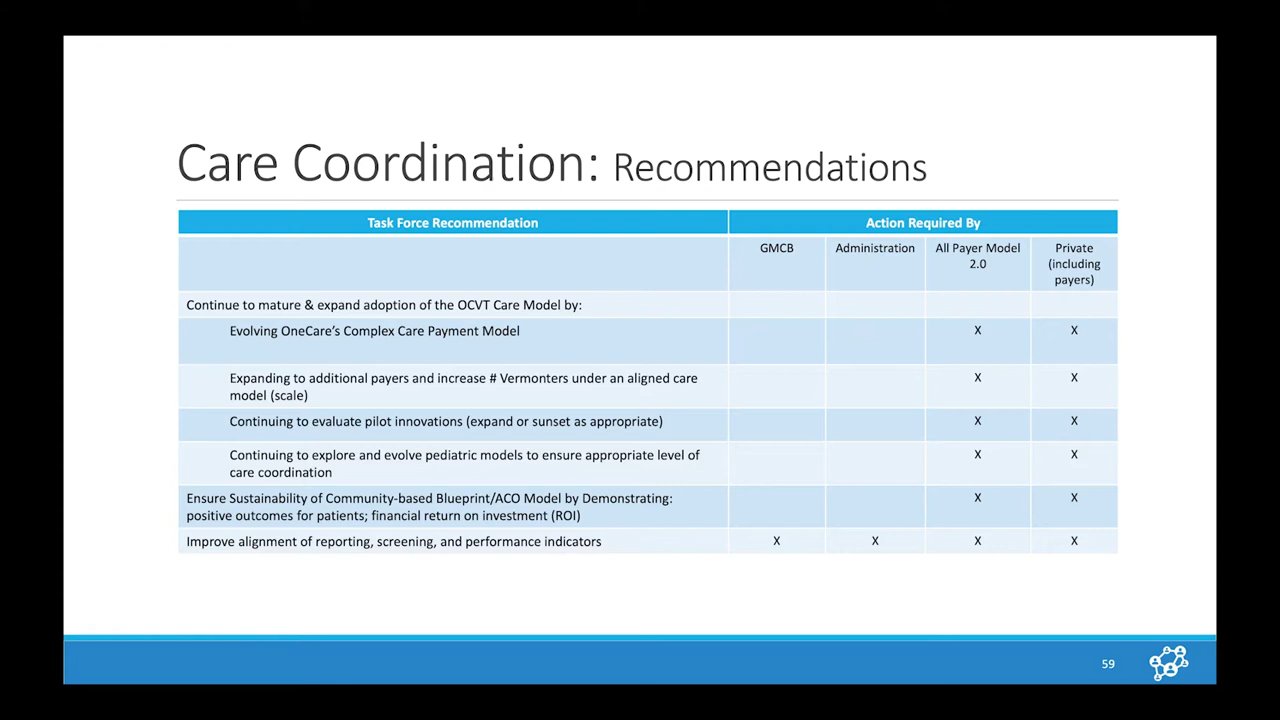 Care Coordination: Recommendations
Task Force Recommendation
Action Required By
GMCB
Administration
All Payer Model
2.0
Private
(including
payers)
Continue to mature & expand adoption of the OCVT Care Model by:
Evolving OneCare’s Complex Care Payment Model
X
X
Expanding to additional payers and increase # Vermonters under an aligned care
model (scale)
X
X
Continuing to evaluate pilot innovations (expand or sunset as appropriate)
X
X
Continuing to explore and evolve pediatric models to ensure appropriate level of
care coordination
X
X
Ensure Sustainability of Community-based Blueprint/ACO Model by Demonstrating:
positive outcomes for patients; financial return on investment (ROI)
X
X
Improve alignment of reporting, screening, and performance indicators
X
X
X
X
59